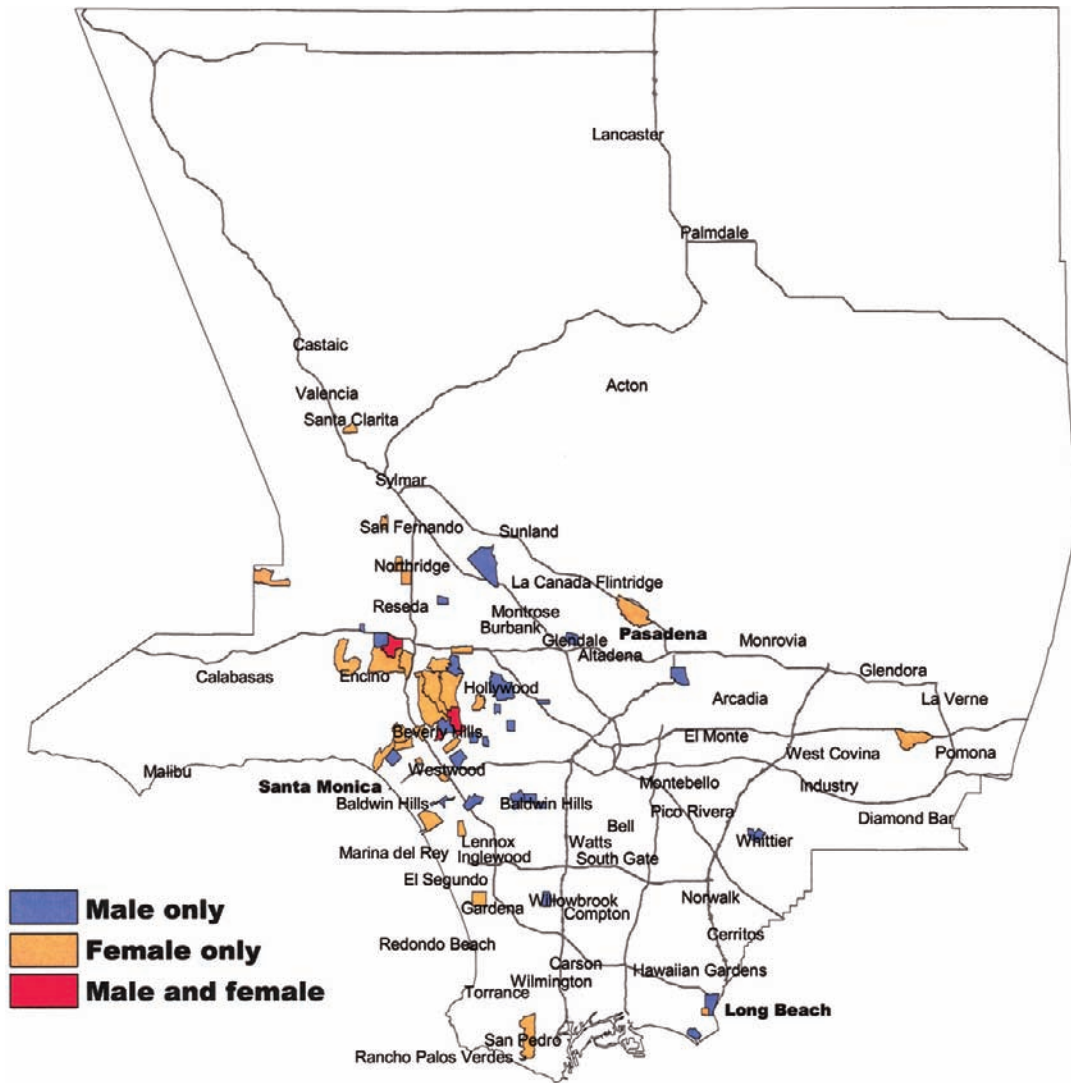 Lancaster
Palmdale
Castaic
Acton
Valencia
Santa Clarita
Sylmar
San Fernando
Sunland
Northridge
La Canada Flintridge
Reseda
Montrose
Burbank
Pasadena
Glendale
Monrovia
Altadena
Calabasas
Encino
Glendora
Hollywood
Arcadia
La Verne
Beverly Hills
El Monte
West Covina
Pomona
Malibu
Westwood
Santa Monica
Montebello
Industry
Baldwin Hills
Baldwin Hills
Pico Rivera
Diamond Bar
Bell
Whittier
Lennox
Watts
Marina del Rey
Inglewood
South Gate
El Segundo
Norwalk
Willowbrook
Gardena
Compton
Male only
Cerritos
Redondo Beach
Female only
Carson
Hawaiian Gardens
Wilmington
Male and female
Torrance
Long Beach
San Pedro
Rancho Palos Verdes